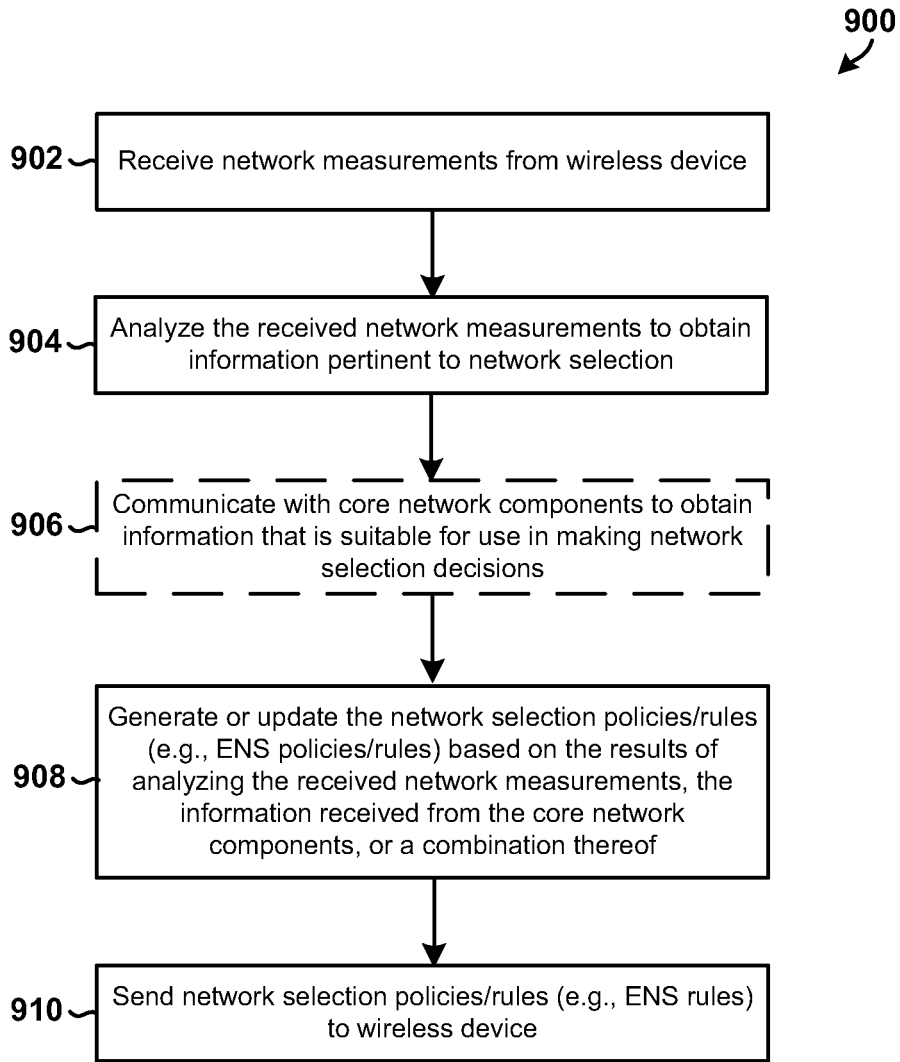 900
902
Receive network measurements from wireless device
904
Analyze the received network measurements to obtain
information pertinent to network selection
906
Communicate with core network components to obtain
information that is suitable for use in making network
selection decisions
908
Generate or update the network selection policies/rules
(e.g., ENS policies/rules) based on the results of
analyzing the received network measurements, the
information received from the core network
components, or a combination thereof
910
Send network selection policies/rules (e.g., ENS rules)
to wireless device